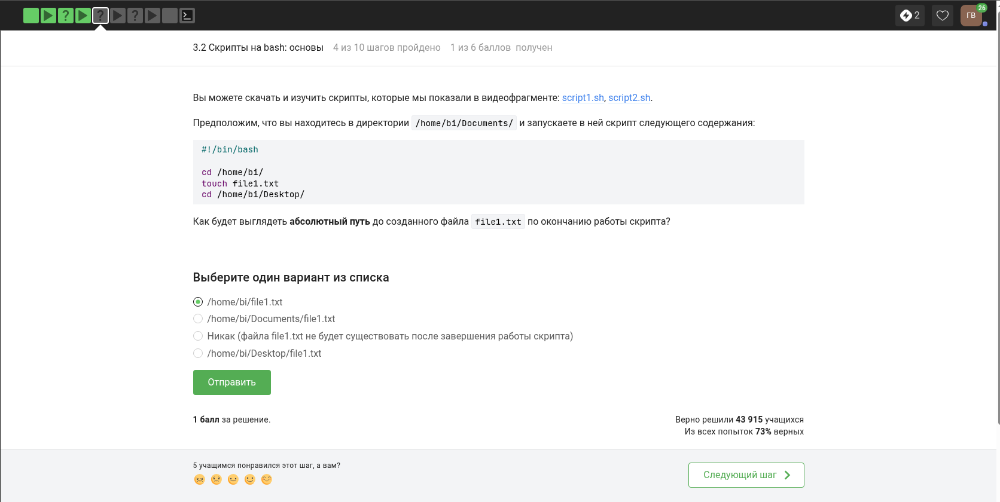 ? ? ?
2
ГВ
26
3.2 Скрипты на bash: основы 4 из 10 шагов пройдено 1 из 6 баллов получен
Вы можете скачать и изучить скрипты, которые мы показали в видеофрагменте: script1.sh, script2.sh.
Предположим, что вы находитесь в директории /home/bi/Documents/ и запускаете в ней скрипт следующего содержания:
#!/bin/bash
cd /home/bi/
touch file1.txt
cd /home/bi/Desktop/
Как будет выглядеть абсолютный путь до созданного файла file1.txt по окончанию работы скрипта?
Выберите один вариант из списка
/home/bi/file1.txt
/home/bi/Documents/file1.txt
Никак (файла file1.txt не будет существовать после завершения работы скрипта)
/home/bi/Desktop/file1.txt
Отправить
1 балл за решение.
Верно решили 43 915 учащихся
Из всех попыток 73% верных
5 учащимся понравился этот шаг, а вам?
Следующий шаг